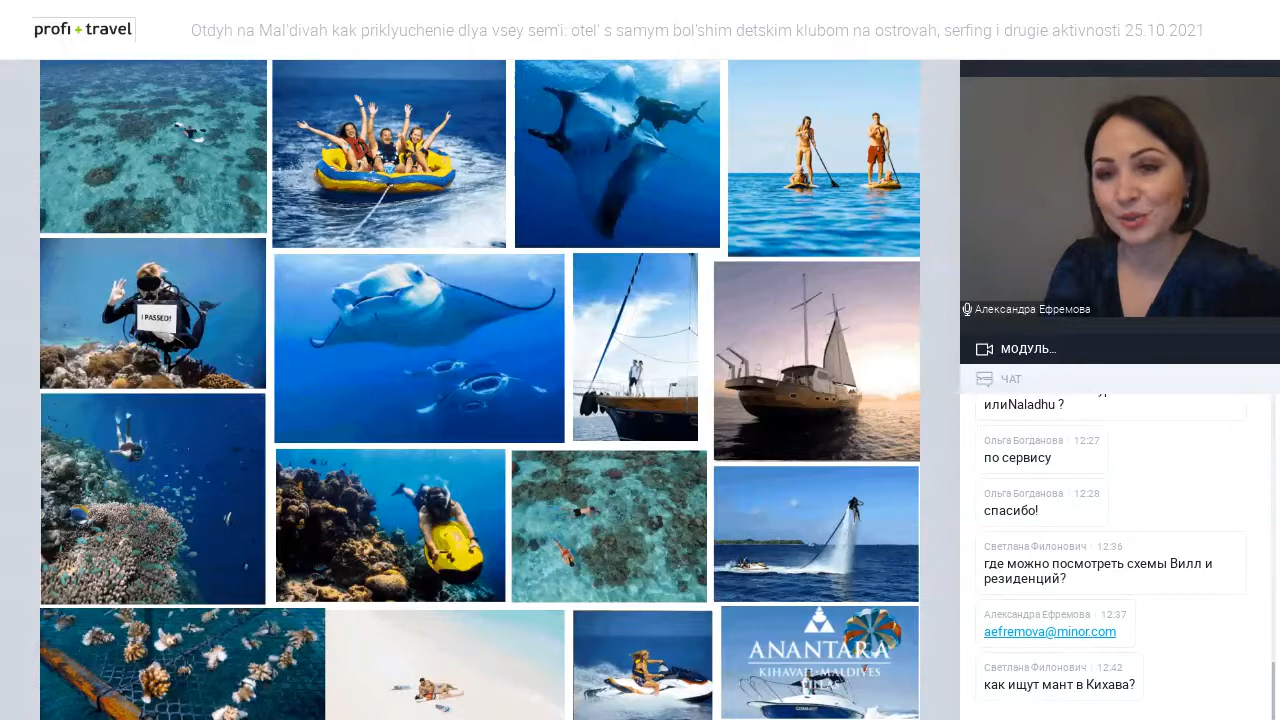 profi + travel
Otdyh na Mal'divah kak priklyuchenie dlya vsey sem'i: otel' s samym bol'shim detskim klubom na ostrovah, serfing i drugie aktivnosti 25.10.2021
I PASSED!
ANANTARA
KIHAVAH · MALDIVES
VILLAS
Александра Ефремова
МОДУЛЬ...
ЧАТ
илиNaladhu ?
Ольга Богданова 12:27
по сервису
Ольга Богданова 12:28
спасибо!
Светлана Филонович 12:36
где можно посмотреть схемы Вилл и
резиденций?
Александра Ефремова 12:37
aefremova@minor.com
Светлана Филонович 12:42
как ищут мант в Кихава?